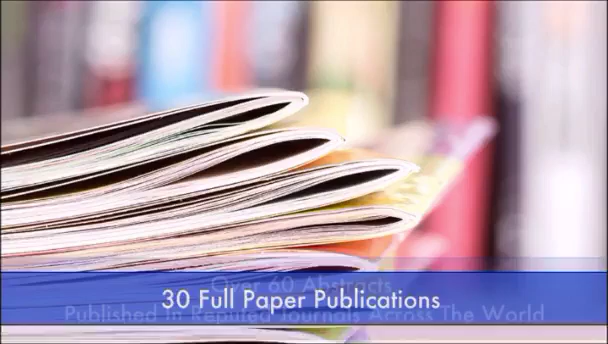 Over 60 Abstracts
30 Full Paper Publications
Published In Reputed Journals Across The World